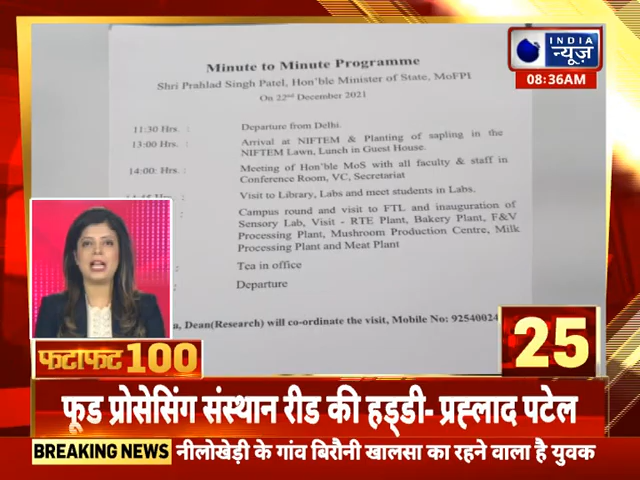 INDIA
न्यूज़
08:36AM
Minute to Minute Programme
Shri Prahlad Singh Patel, Hon'ble Minister of State, MoFPI
On 22nd December 2021
11:30 Hrs. : Departure from Delhi.
13:00 Hrs. : Arrival at NIFTEM & Planting of sapling in the
NIFTEM Lawn, Lunch in Guest House.
14:00: Hrs. : Meeting of Hon'ble MoS with all faculty & staff in
Conference Room, VC, Secretariat
Visit to Library, Labs and meet students in Labs.
: Campus round and visit to FTL and inauguration of
Sensory Lab, Visit - RTE Plant, Bakery Plant, F&V
Processing Plant, Mushroom Production Centre, Milk
Processing Plant and Meat Plant
: Tea in office
: Departure
Dean(Research) will co-ordinate the visit, Mobile No: 92540024
फटाफट 100
25
फूड प्रोसेसिंग संस्थान रीड की हड्डी- प्रह्लाद पटेल
BREAKING NEWS नीलोखेड़ी के गांव बिरौनी खालसा का रहने वाला है युवक